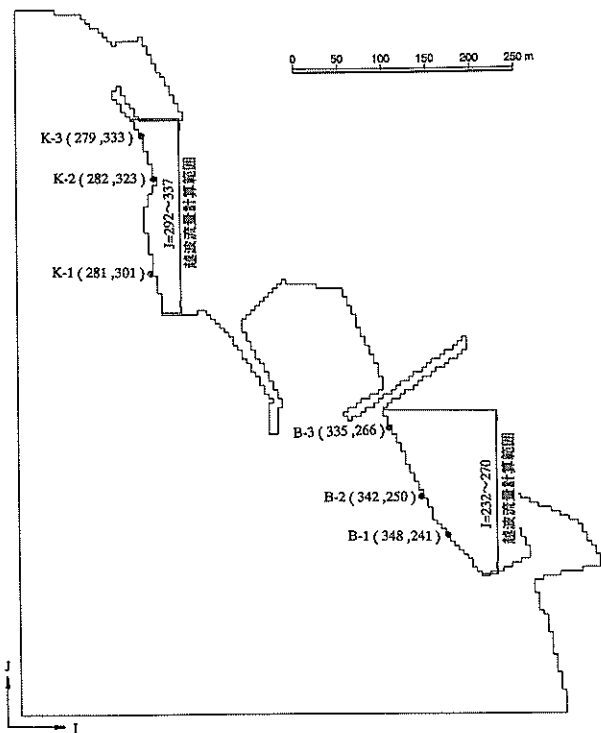 0 50 100 150 200 250 m
K-3 ( 279 ,333)
K-2 ( 282 ,323)
J=292〜337
越波流量計算範囲
K-1 ( 281 ,301)
B-3 ( 335 ,266)
B-2 ( 342 ,250)
J=232〜270
越波流量計算範囲
B-1 ( 348 ,241)
J
I